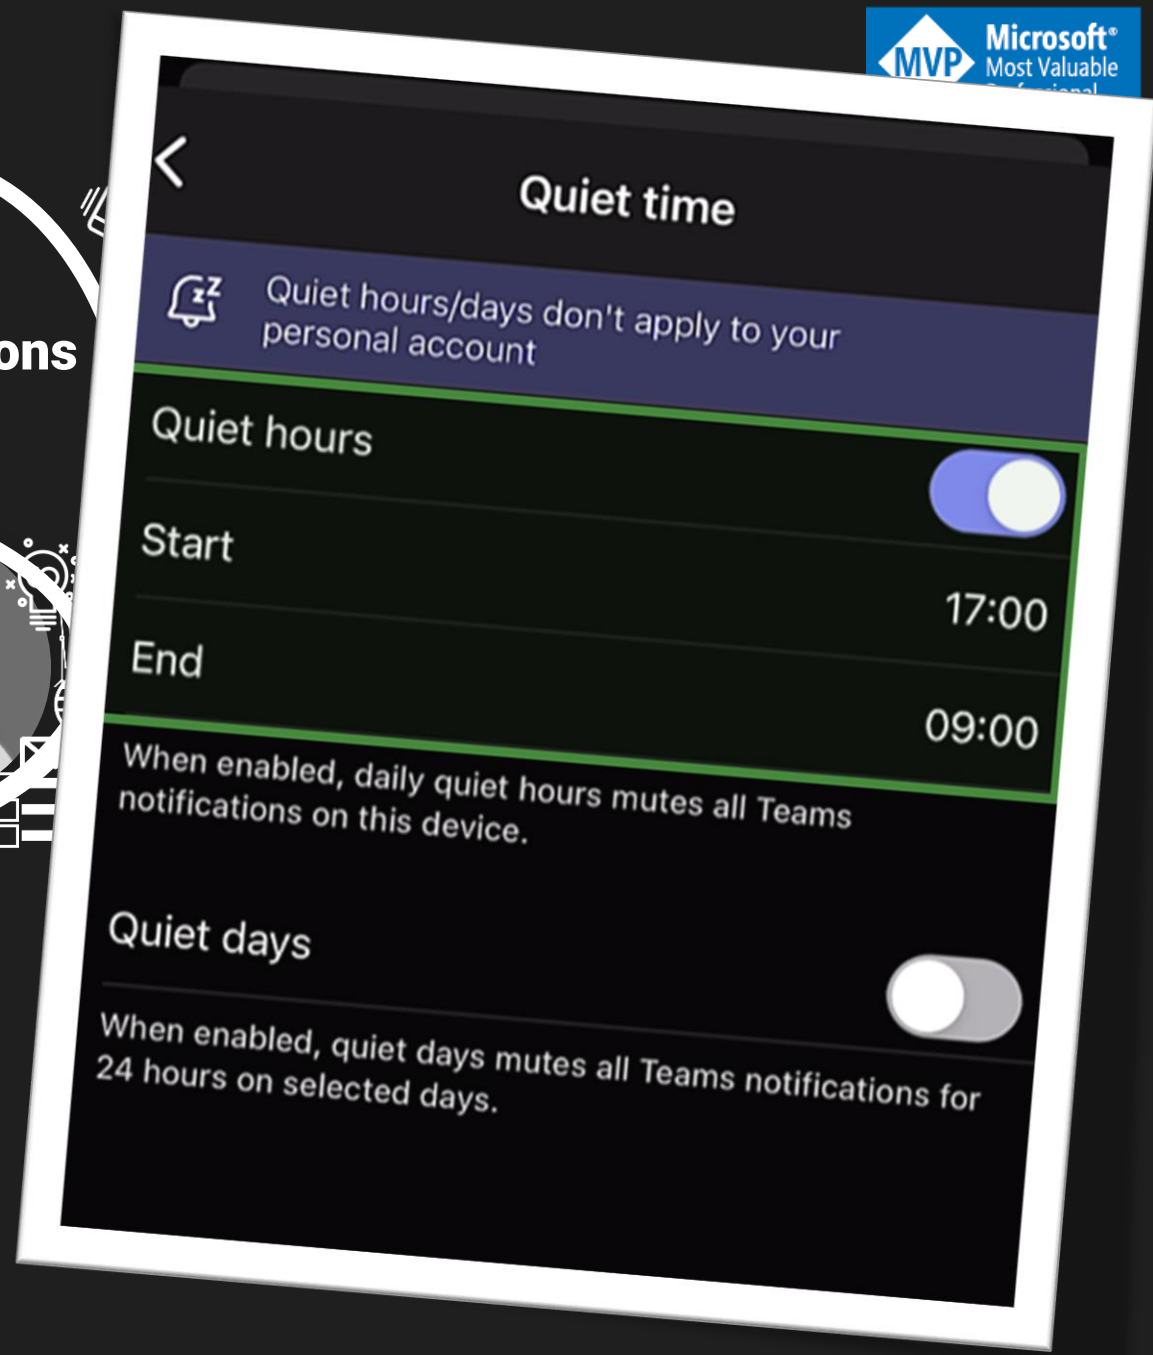 MVP
Microsoft®
Most Valuable
Professional
ons
Quiet time
Quiet hours/days don't apply to your
personal account
Quiet hours
Start
17:00
End
09:00
When enabled, daily quiet hours mutes all Teams
notifications on this device.
Quiet days
When enabled, quiet days mutes all Teams notifications for
24 hours on selected days.